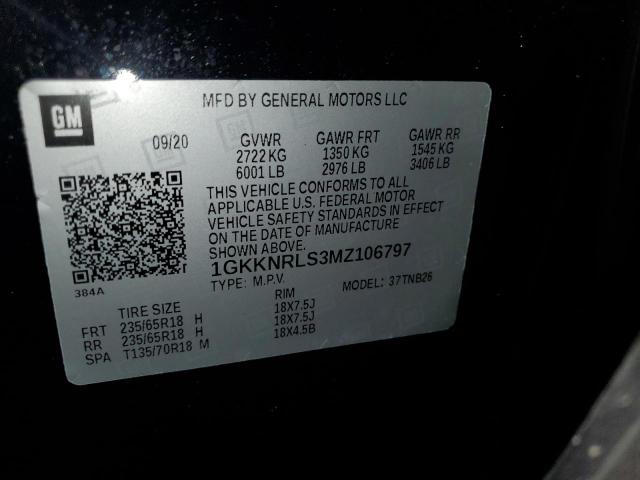 GM
MFD BY GENERAL MOTORS LLC
09/20 GVWR GAWR FRT GAWR RR
2722 KG 1350 KG 1545 KG
6001 LB 2976 LB 3406 LB
THIS VEHICLE CONFORMS TO ALL
APPLICABLE U.S. FEDERAL MOTOR
VEHICLE SAFETY STANDARDS IN EFFECT
ON THE DATE OF MANUFACTURE
SHOWN ABOVE.
1GKKNRLS3MZ106797
TYPE: M.P.V. MODEL: 37TNB26
384A
TIRE SIZE RIM
FRT 235/65R18 H 18X7.5J
RR 235/65R18 H 18X7.5J
SPA T135/70R18 M 18X4.5B